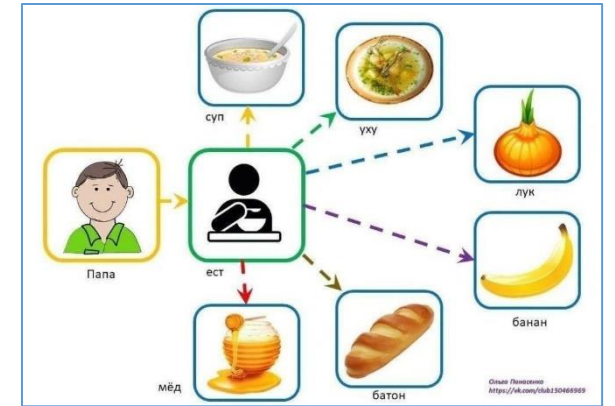 суп
уху
лук
Папа
ест
банан
мёд
батон
Ольга Панасенко
https://vk.com/club150466969